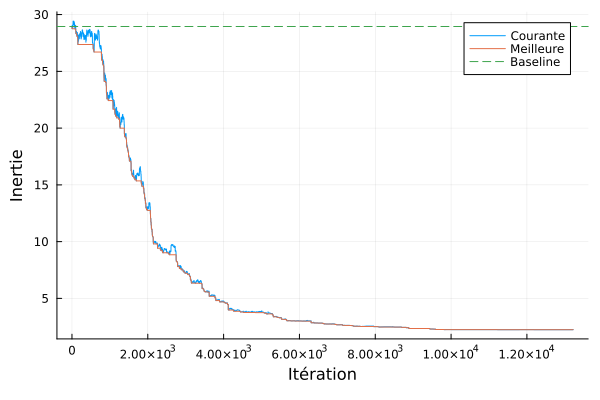 30
25
20
15
10
5
Inertie
Courante
Meilleure
Baseline
0 2.00×10³ 4.00×10³ 6.00×10³ 8.00×10³ 1.00×10⁴ 1.20×10⁴
Itération